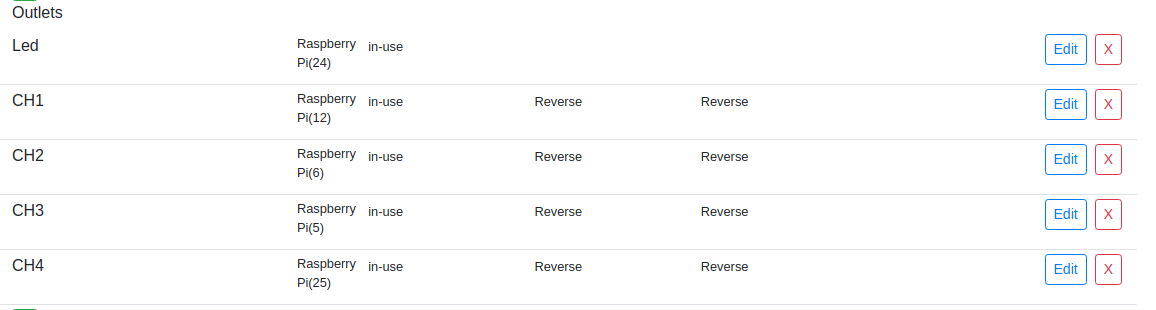 Outlets
Led Raspberry Pi(24) in-use Edit X
CH1 Raspberry Pi(12) in-use Reverse Reverse Edit X
CH2 Raspberry Pi(6) in-use Reverse Reverse Edit X
CH3 Raspberry Pi(5) in-use Reverse Reverse Edit X
CH4 Raspberry Pi(25) in-use Reverse Reverse Edit X